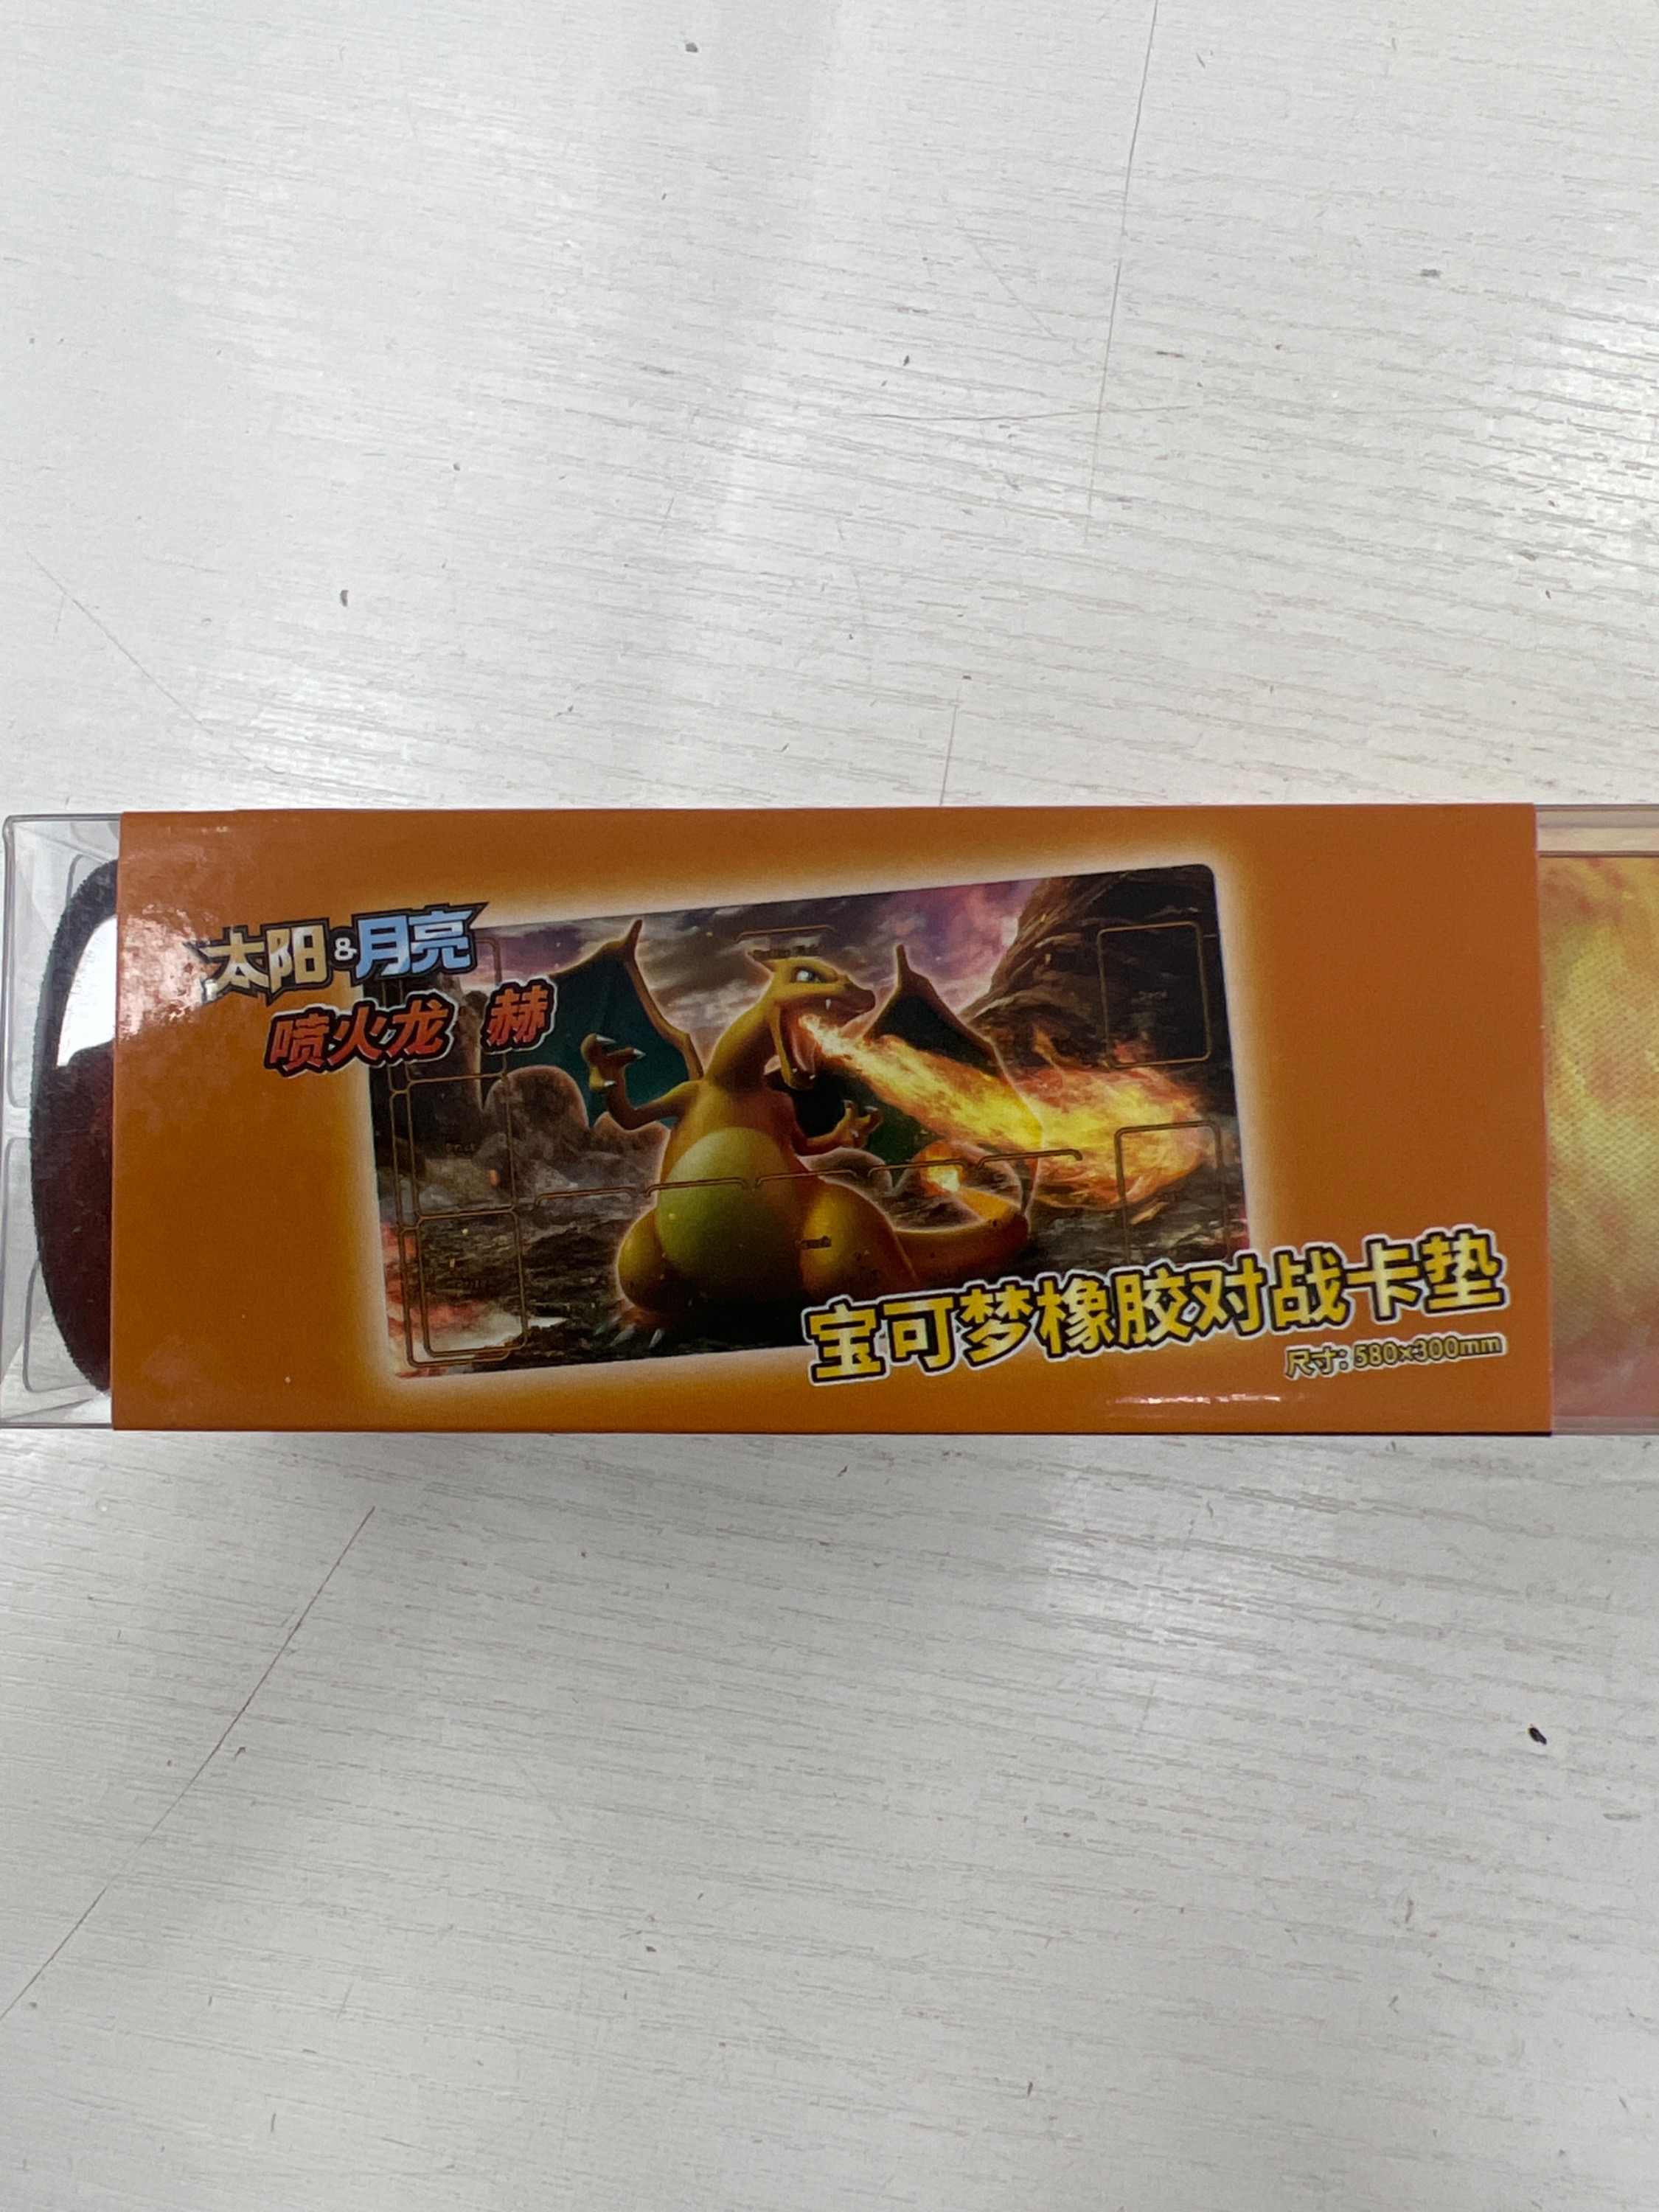 太阳&月亮
喷火龙 赫
宝可梦橡胶对战卡垫
尺寸: 580×300mm